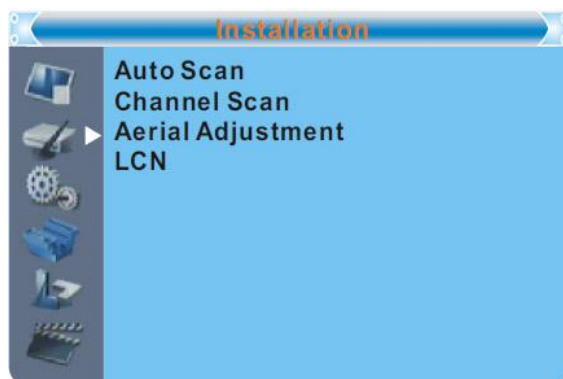 Installation
Auto Scan
Channel Scan
Aerial Adjustment
LCN